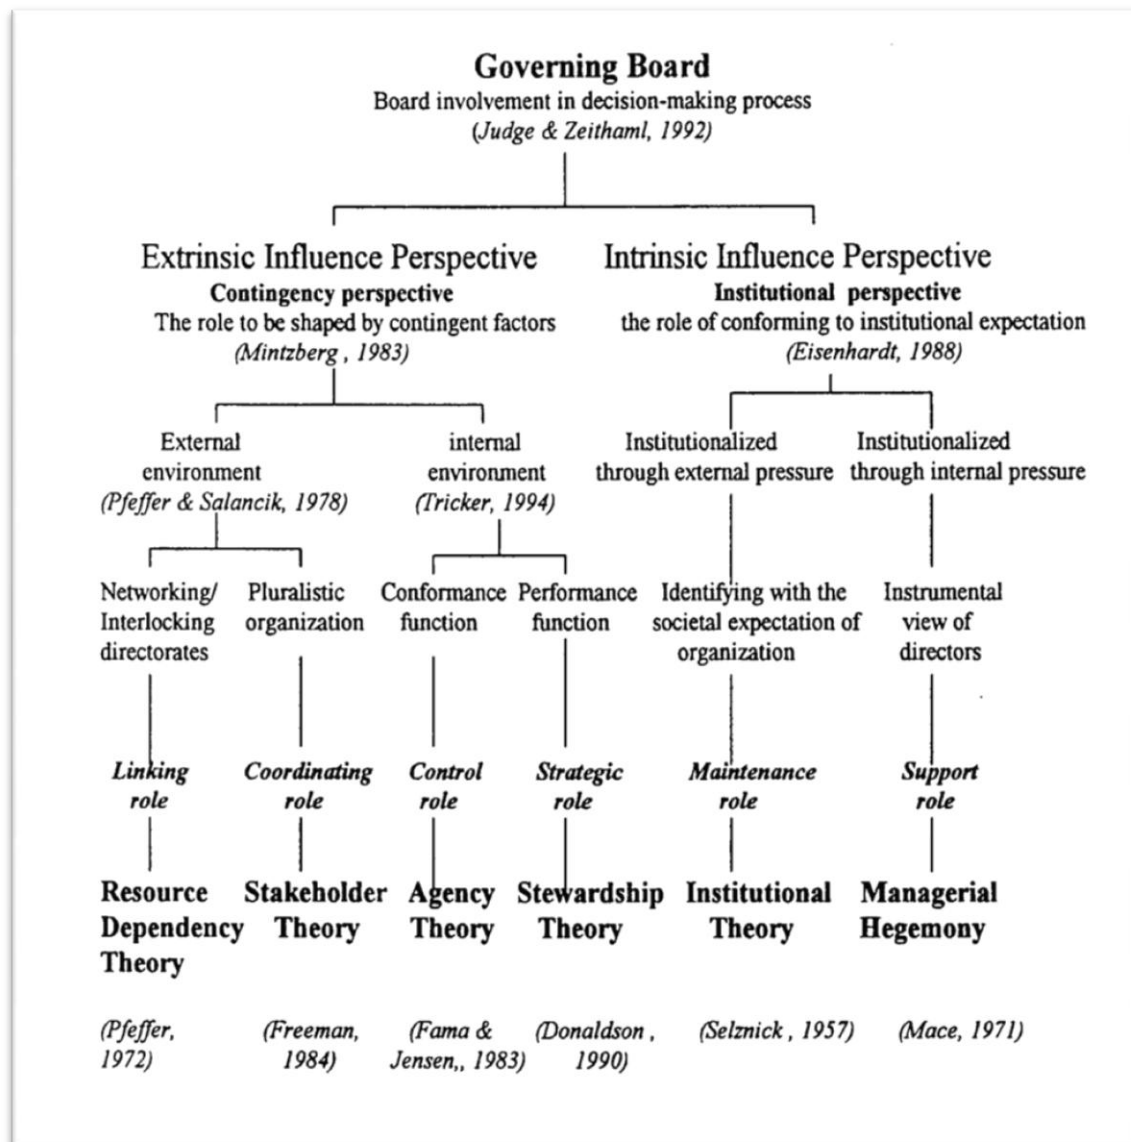 Governing Board
Board involvement in decision-making process
(Judge & Zeithaml, 1992)
Extrinsic Influence Perspective
Contingency perspective
The role to be shaped by contingent factors
(Mintzberg , 1983)
Intrinsic Influence Perspective
Institutional perspective
the role of conforming to institutional expectation
(Eisenhardt, 1988)
External
environment
(Pfeffer & Salancik, 1978)
internal
environment
(Tricker, 1994)
Institutionalized
through external pressure
Institutionalized
through internal pressure
Networking/
Interlocking
directorates
Pluralistic
organization
Conformance
function
Performance
function
Identifying with the
societal expectation of
organization
Instrumental
view of
directors
Linking
role
Coordinating
role
Control
role
Strategic
role
Maintenance
role
Support
role
Resource
Dependency
Theory
Stakeholder
Theory
Agency
Theory
Stewardship
Theory
Institutional
Theory
Managerial
Hegemony
(Pfeffer,
1972)
(Freeman,
1984)
(Fama &
Jensen,, 1983)
(Donaldson ,
1990)
(Selznick , 1957)
(Mace, 1971)